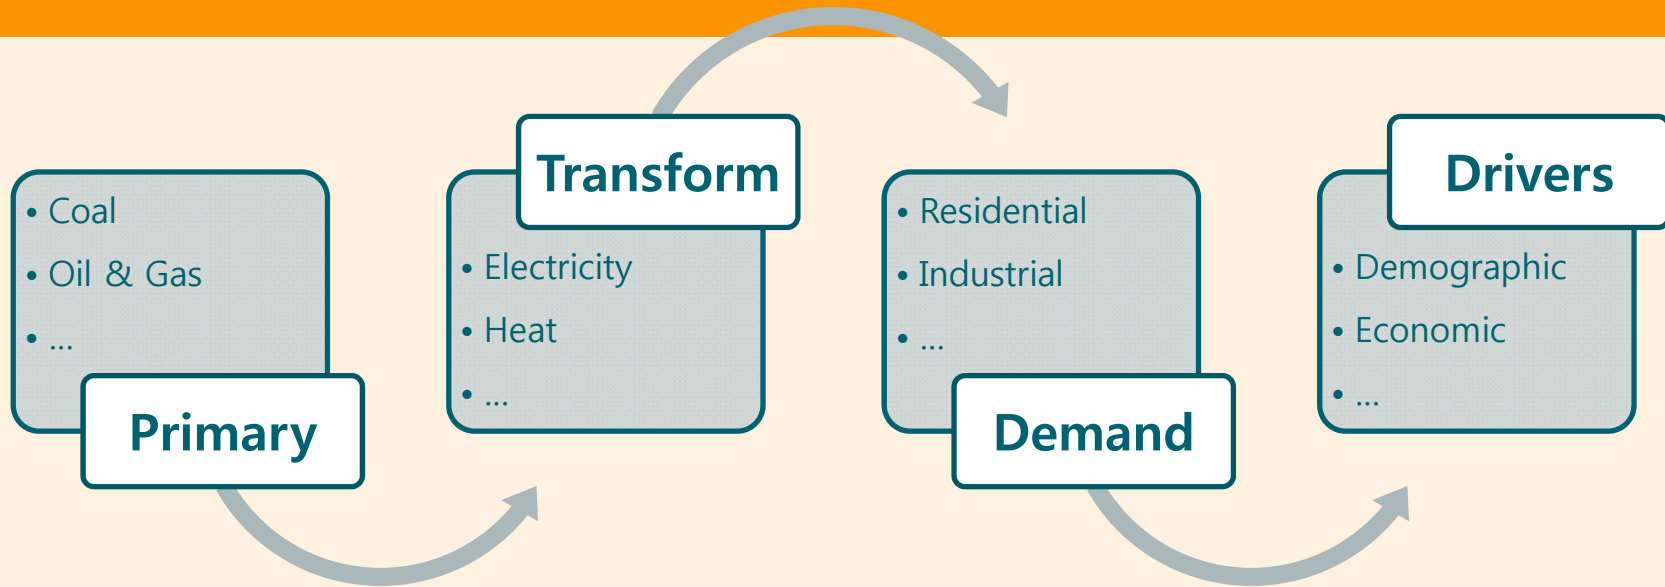 • Coal
• Oil & Gas
• ...
Primary
Transform
• Electricity
• Heat
• ...
• Residential
• Industrial
• ...
Demand
Drivers
• Demographic
• Economic
• ...